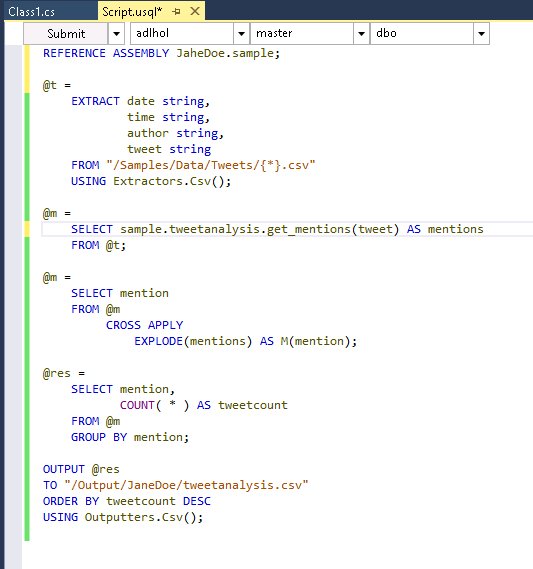 Class1.cs Script.usql*
Submit adlhol master dbo
REFERENCE ASSEMBLY JaheDoe.sample;
@t =
EXTRACT date string,
time string,
author string,
tweet string
FROM "/Samples/Data/Tweets/{*}.csv"
USING Extractors.Csv();
@m =
SELECT sample.tweetanalysis.get_mentions(tweet) AS mentions
FROM @t;
@m =
SELECT mention
FROM @m
CROSS APPLY
EXPLODE(mentions) AS M(mention);
@res =
SELECT mention,
COUNT( * ) AS tweetcount
FROM @m
GROUP BY mention;
OUTPUT @res
TO "/Output/JaneDoe/tweetanalysis.csv"
ORDER BY tweetcount DESC
USING Outputters.Csv();